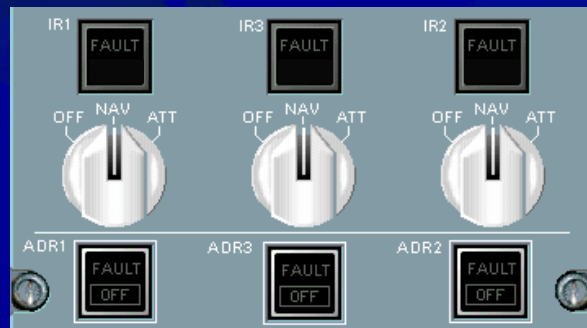 IR1 FAULT IR3 FAULT IR2 FAULT
OFF NAV ATT OFF NAV ATT OFF NAV ATT
ADR1 FAULT ADR3 FAULT ADR2 FAULT
OFF OFF OFF